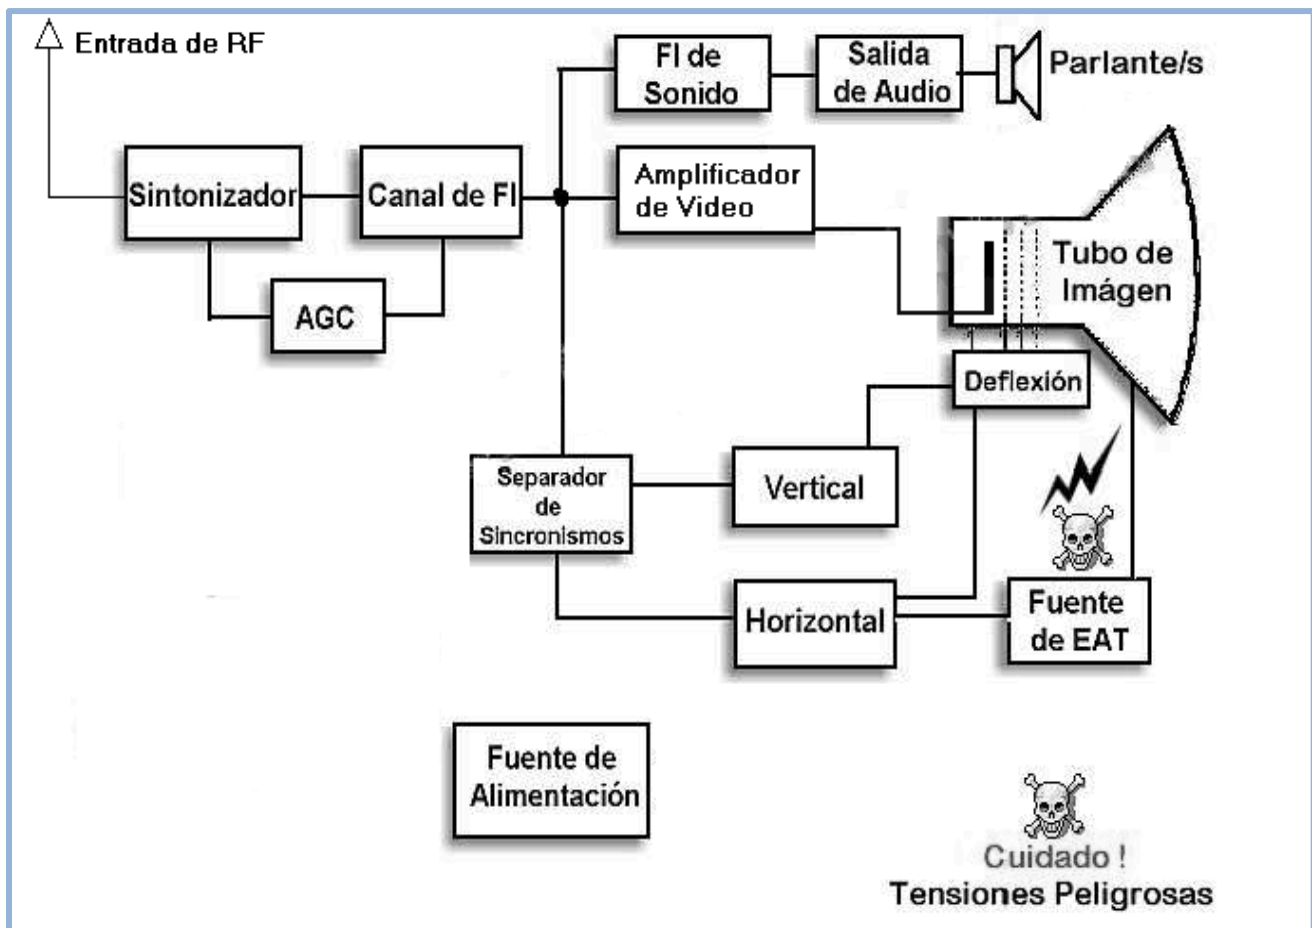 Entrada de RF
FI de
Sonido
Salida
de Audio
Parlante/s
Sintonizador
Canal de FI
Amplificador
de Video
Tubo de
Imágen
AGC
Deflexión
Separador
de
Sincronismos
Vertical
Horizontal
Fuente
de EAT
Fuente de
Alimentación
Cuidado !
Tensiones Peligrosas